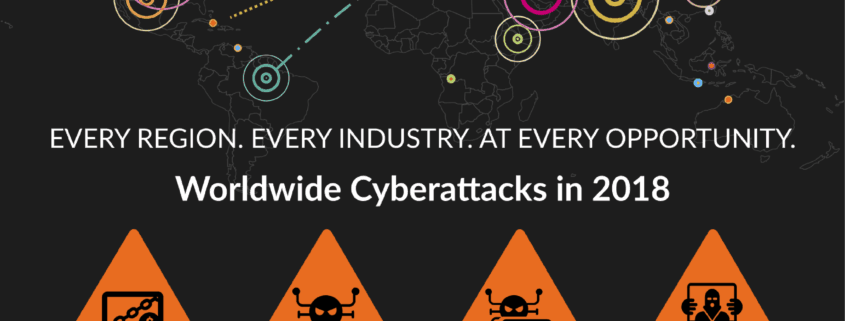 EVERY REGION. EVERY INDUSTRY. AT EVERY OPPORTUNITY.
Worldwide Cyberattacks in 2018